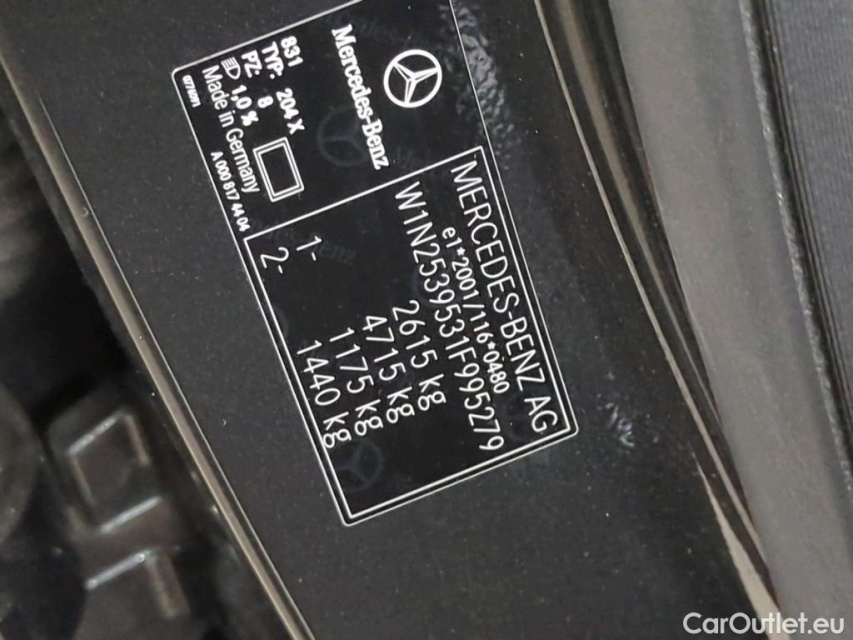 MERCEDES-BENZ AG
e1*2001/116*0480
W1N2539531F995279
2615 kg
4715 kg
1- 1175 kg
2- 1440 kg
Mercedes-Benz
831
TYP: 204 X
PZ: 8
1,0 %
Made in Germany
A 000 817 44 04
CarOutlet.eu